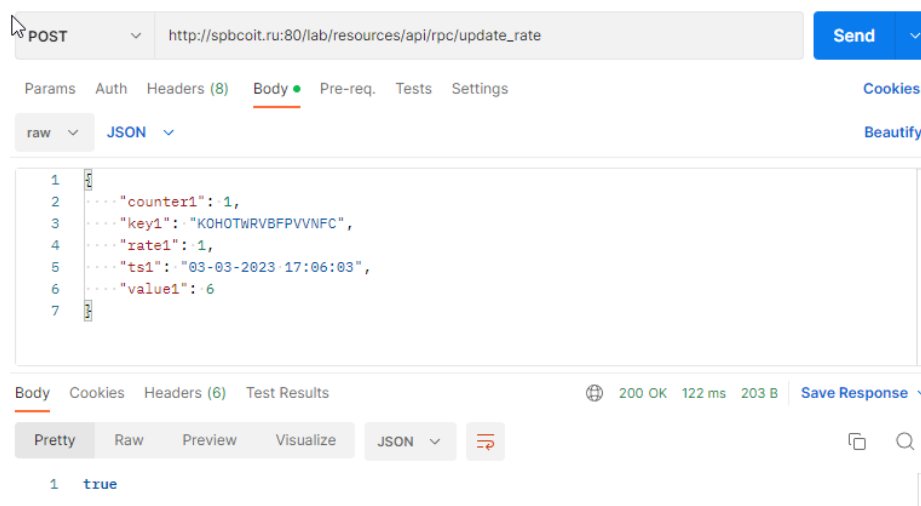 POST http://spbcoit.ru:80/lab/resources/api/rpc/update_rate Send
Params Auth Headers (8) Body Pre-req. Tests Settings Cookies
raw JSON Beautify
1 {
2 "counter1": 1,
3 "key1": "KOHOTWRVBFPVVNFC",
4 "rate1": 1,
5 "ts1": "03-03-2023 17:06:03",
6 "value1": 6
7 }
Body Cookies Headers (6) Test Results 200 OK 122 ms 203 B Save Response
Pretty Raw Preview Visualize JSON
1 true